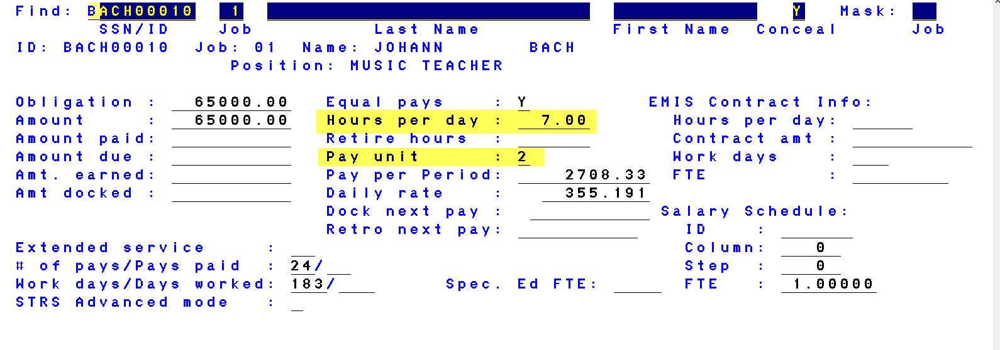 Find: BACH00010 1 Y Mask:
SSN/ID Job Last Name First Name Conceal Job
ID: BACH00010 Job: 01 Name: JOHANN BACH
Position: MUSIC TEACHER
Obligation : 65000.00 Equal pays : Y EMIS Contract Info:
Amount : 65000.00 Hours per day : 7.00 Hours per day:
Amount paid: Retire hours : Contract amt :
Amount due : Pay unit : 2 Work days :
Amt. earned: Pay per Period: 2708.33 FTE :
Amt docked : Daily rate : 355.191
Dock next pay : Salary Schedule:
Retro next pay: ID :
Extended service : Column: 0
# of pays/Pays paid : 24/ Step : 0
Work days/Days worked: 183/ Spec. Ed FTE: FTE : 1.00000
STRS Advanced mode :